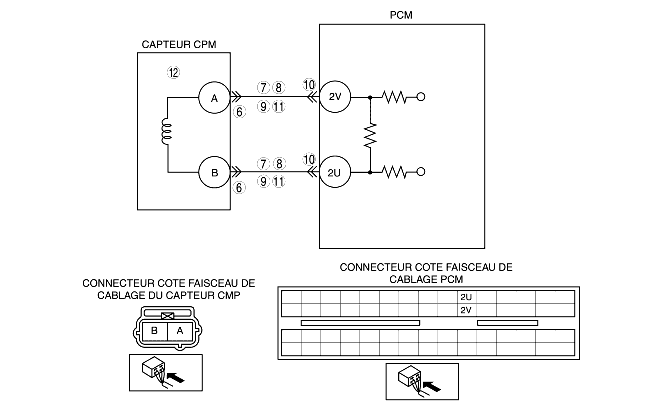 PCM
CAPTEUR CPM
12
A
7 8
10
2V
6
9 11
B
7 8
10
2U
6
9 11
CONNECTEUR COTE FAISCEAU DE
CABLAGE DU CAPTEUR CMP
B A
CONNECTEUR COTE FAISCEAU DE
CABLAGE PCM
2U
2V